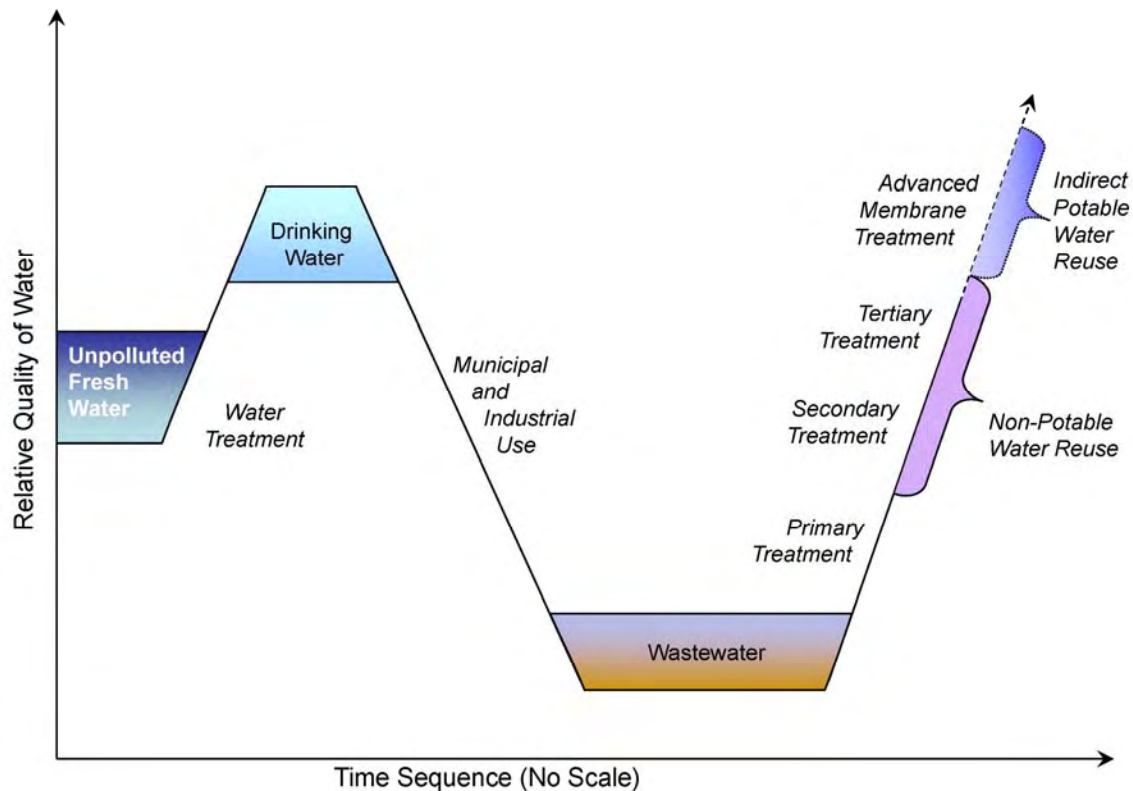 Relative Quality of Water
Unpolluted
Fresh
Water
Water
Treatment
Drinking
Water
Municipal
and
Industrial
Use
Wastewater
Primary
Treatment
Secondary
Treatment
Tertiary
Treatment
Advanced
Membrane
Treatment
Indirect
Potable
Water
Reuse
Non-Potable
Water Reuse
Time Sequence (No Scale)